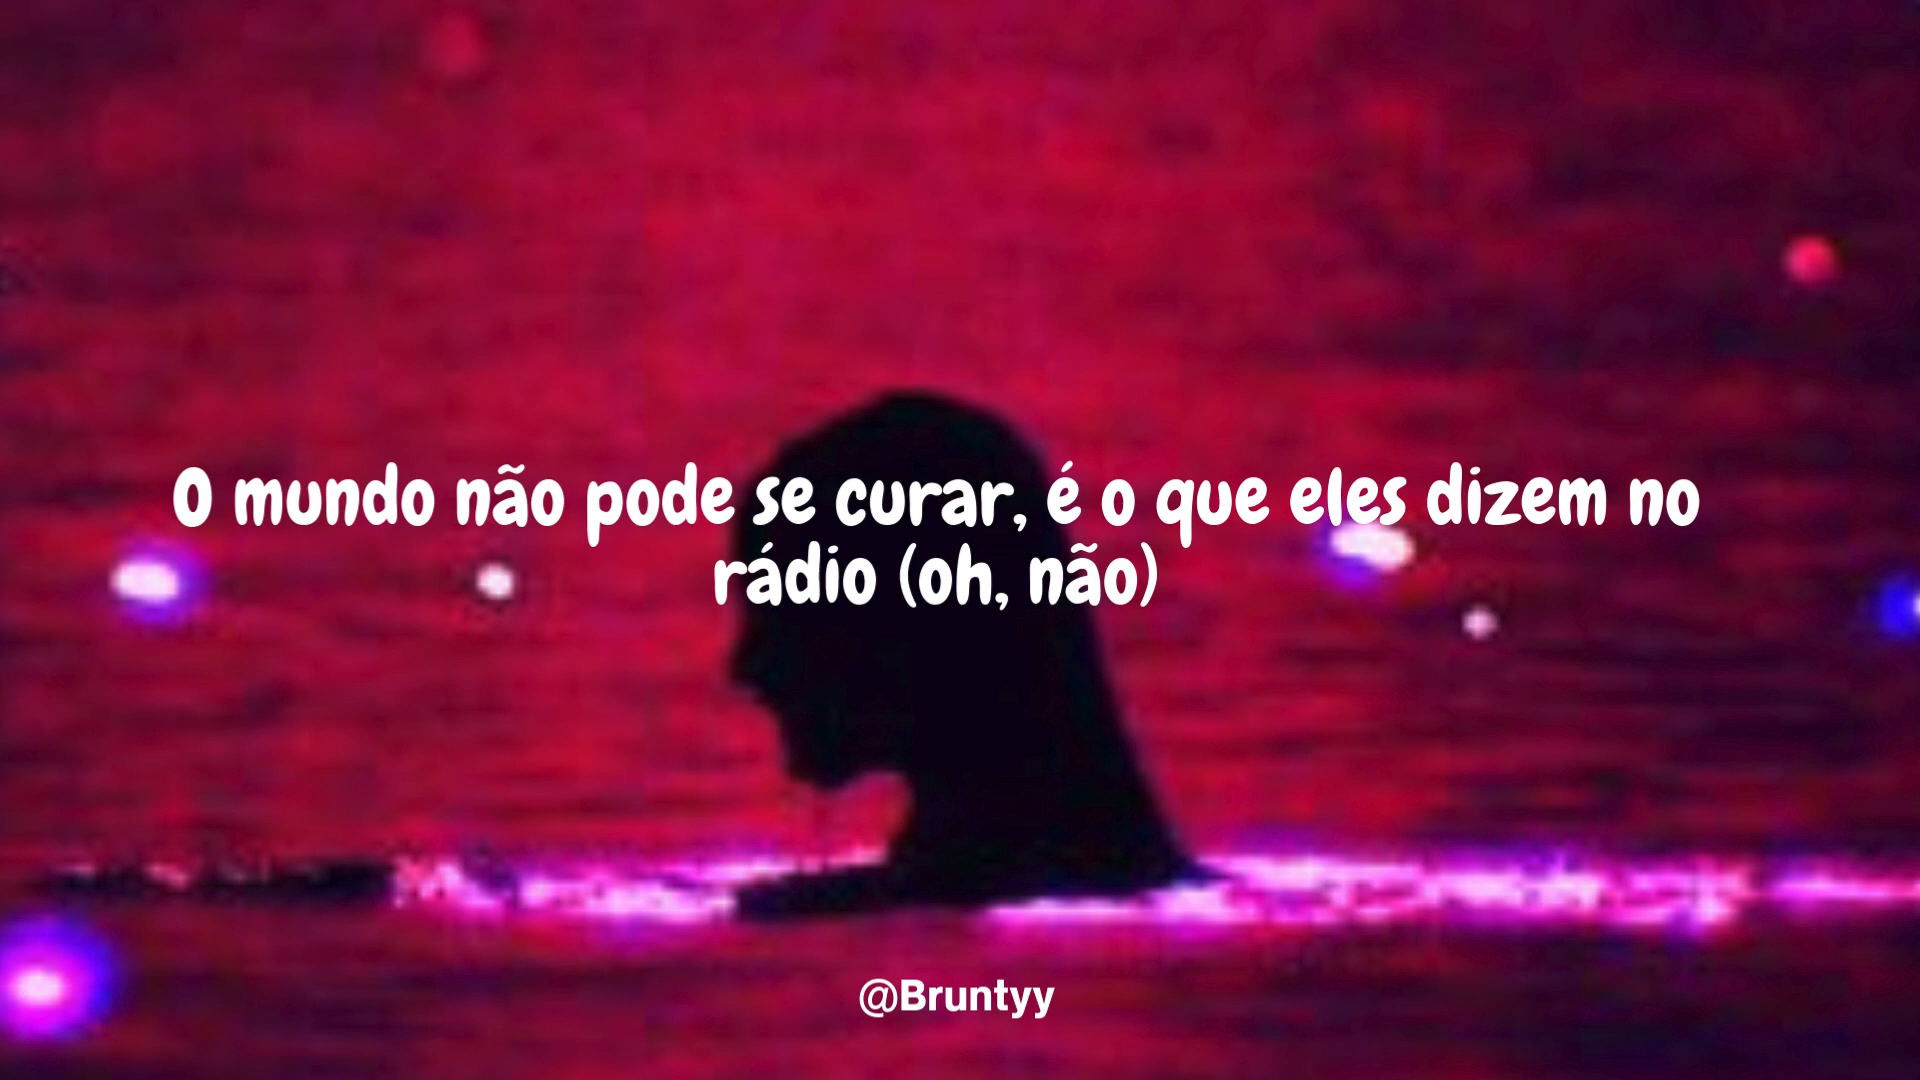 O mundo não pode se curar, é o que eles dizem no
rádio (oh, não)
@Bruntyy